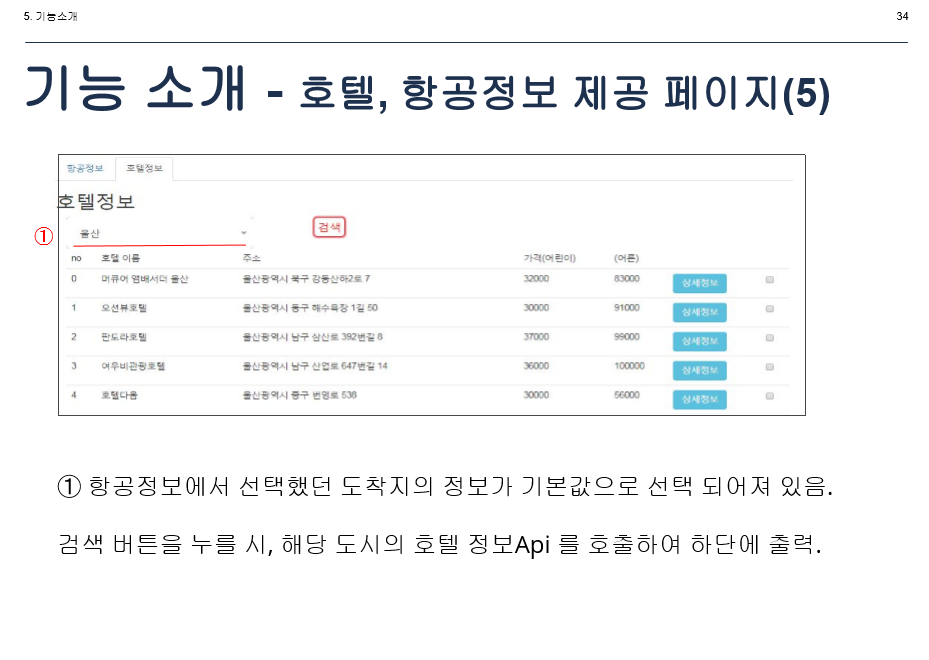 5. 기능소개
34
기능 소개 - 호텔, 항공정보 제공 페이지(5)
항공정보 호텔정보
호텔정보
① 울산 검색
no 호텔 이름 주소 가격(어린이) (어른)
0 머큐어 앰배서더 울산 울산광역시 북구 강동산하2로 7 32000 83000 상세정보
1 오션뷰호텔 울산광역시 동구 해수욕장 1길 50 30000 91000 상세정보
2 판도라호텔 울산광역시 남구 삼산로 392번길 8 37000 99000 상세정보
3 여우비관광호텔 울산광역시 남구 산업로 647번길 14 36000 100000 상세정보
4 호텔다움 울산광역시 중구 번영로 538 30000 56000 상세정보
① 항공정보에서 선택했던 도착지의 정보가 기본값으로 선택 되어져 있음.
검색 버튼을 누를 시, 해당 도시의 호텔 정보Api 를 호출하여 하단에 출력.